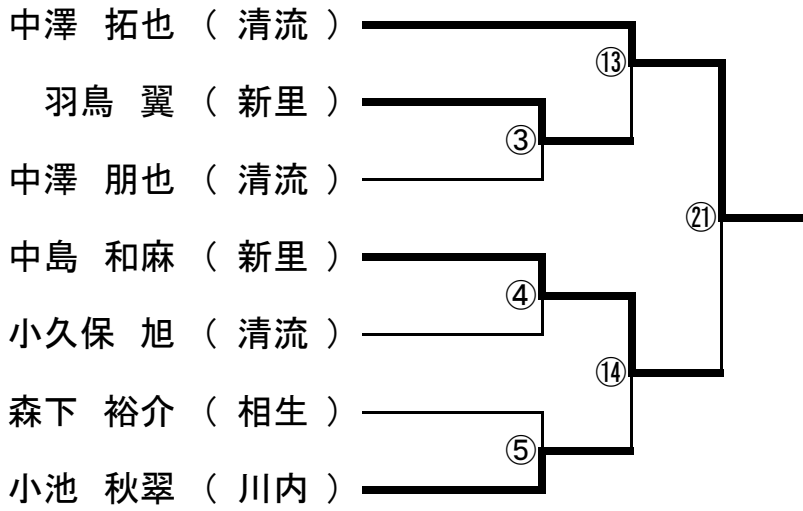 中澤 拓也 （ 清流 ）
⑬
羽鳥 翼 （ 新里 ）
③
中澤 朋也 （ 清流 ）
㉑
中島 和麻 （ 新里 ）
④
小久保 旭 （ 清流 ）
⑭
森下 裕介 （ 相生 ）
⑤
小池 秋翠 （ 川内 ）